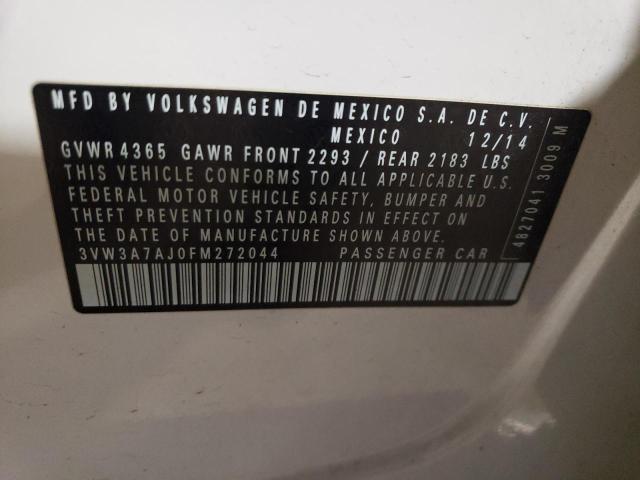 MFD BY VOLKSWAGEN DE MEXICO S.A. DE C.V.
MEXICO 12/14
GVWR 4365 GAWR FRONT 2293 / REAR 2183 LBS
THIS VEHICLE CONFORMS TO ALL APPLICABLE U.S.
FEDERAL MOTOR VEHICLE SAFETY, BUMPER AND
THEFT PREVENTION STANDARDS IN EFFECT ON
THE DATE OF MANUFACTURE SHOWN ABOVE.
3VW3A7AJ0FM272044 PASSENGER CAR
4827041 3009 M